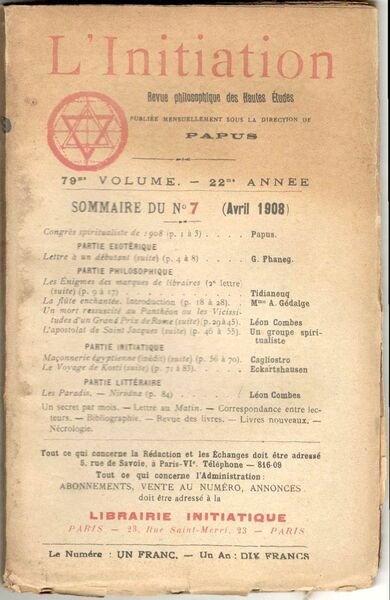 L'Initiation
Revue philosophique des Hautes Études
PUBLIÉE MENSUELLEMENT SOUS LA DIRECTION DE
PAPUS
79me VOLUME. — 22me ANNÉE
SOMMAIRE DU No 7 (Avril 1908)
Congrès spiritualiste de 1908 (p. 1 à 3) . . . . Papus.
PARTIE EXOTÉRIQUE
Lettre à un débutant (suite) (p. 4 à 8) . . . . G. Phaneg.
PARTIE PHILOSOPHIQUE
Les Énigmes des marques de libraires (2e lettre)
(suite) (p. 9 à 17) . . . . . . . . . Tidianeuq
La flûte enchantée. Introduction (p. 18 à 28). . Mme A. Gédalge
Un mort ressuscité au Panthéon ou les Vicissi-
tudes d'un Grand Prix de Rome (suite) (p. 29 à 45). Léon Combes
L'apostolat de Saint Jacques (suite) (p. 46 à 55). Un groupe spiri-
tualiste
PARTIE INITIATIQUE
Maçonnerie égyptienne (inédit) (suite) (p. 56 à 70). Cagliostro
Le Voyage de Kosti (suite) (p. 71 à 83). . . . Eckartshausen
PARTIE LITTÉRAIRE
Les Paradis. — Nirvâna (p. 84) . . . . . Léon Combes
Un secret par mois. — Lettre au Matin. — Correspondance entre lec-
teurs. — Bibliographie. — Revue des livres. — Livres nouveaux. —
Nécrologie.
Tout ce qui concerne la Rédaction et les Échanges doit être adressé
5, rue de Savoie, à Paris-VIe. Téléphone — 816-09
Tout ce qui concerne l'Administration:
ABONNEMENTS, VENTE AU NUMÉRO, ANNONCES
doit être adressé à la
LIBRAIRIE INITIATIQUE
PARIS — 23, Rue Saint-Merri, 23 — PARIS
Le Numéro : UN FRANC. — Un An : DIX FRANCS